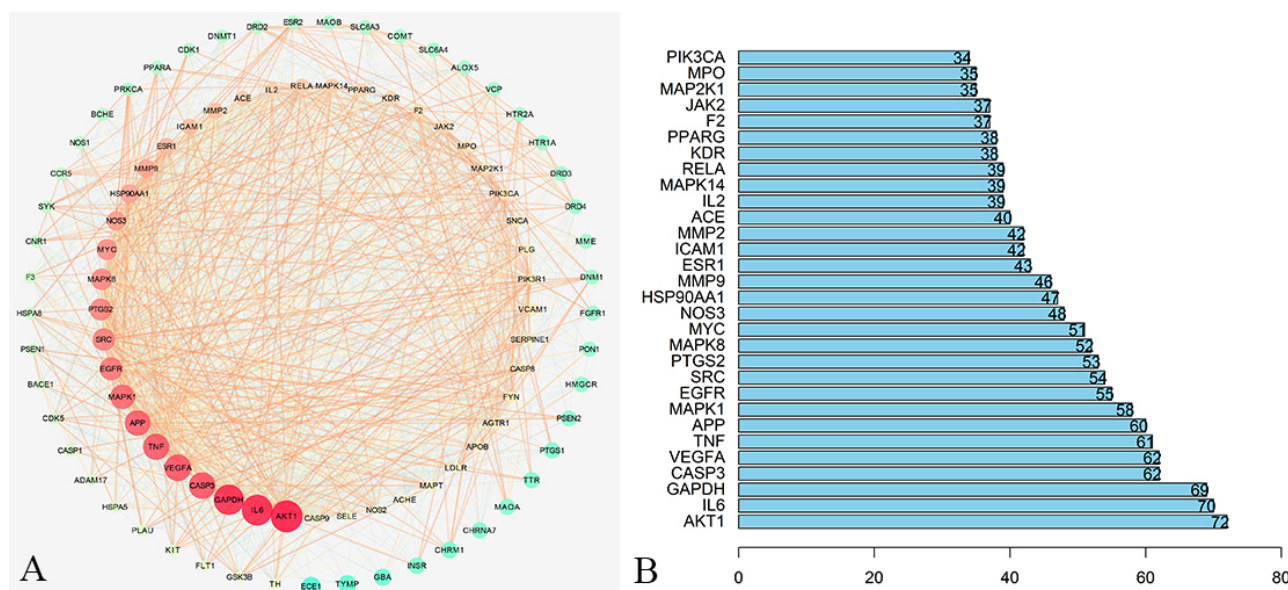 DRD2
ESR2
MAOB
SLC6A3
COMT
SLC6A4
ALOX5
VCP
HTR2A
HTR1A
DRD3
DRD4
MME
DNM1
FGFR1
PON1
HMGCR
PSEN2
PTGS1
TTR
MAOA
CHRNA7
CHRM1
INSR
GBA
TYMP
ECE1
TH
GSK3B
FLT1
KIT
PLAU
HSPA5
ADAM17
CASP1
CDK5
BACE1
PSEN1
HSPA8
F3
CNR1
SYK
CCR5
NOS1
BCHE
PRKCA
PPARA
CDK1
DNMT1
RELA
MAPK14
PPARG
KDR
F2
JAK2
MPO
MAP2K1
PIK3CA
SNCA
PLG
PIK3R1
VCAM1
SERPINE1
CASP8
FYN
AGTR1
APOB
LDLR
MAPT
ACHE
NOS2
SELE
CASP9
AKT1
IL6
GAPDH
CASP3
VEGFA
TNF
APP
MAPK1
EGFR
SRC
PTGS2
MAPK8
MYC
NOS3
HSP90AA1
MMP9
ESR1
ICAM1
MMP2
ACE
IL2
A
PIK3CA 34
MPO 35
MAP2K1 35
JAK2 37
F2 37
PPARG 38
KDR 38
RELA 39
MAPK14 39
IL2 39
ACE 40
MMP2 42
ICAM1 42
ESR1 43
MMP9 46
HSP90AA1 47
NOS3 48
MYC 51
MAPK8 52
PTGS2 53
SRC 54
EGFR 55
MAPK1 58
APP 60
TNF 61
VEGFA 62
CASP3 62
GAPDH 69
IL6 70
AKT1 72
0 20 40 60 80
B